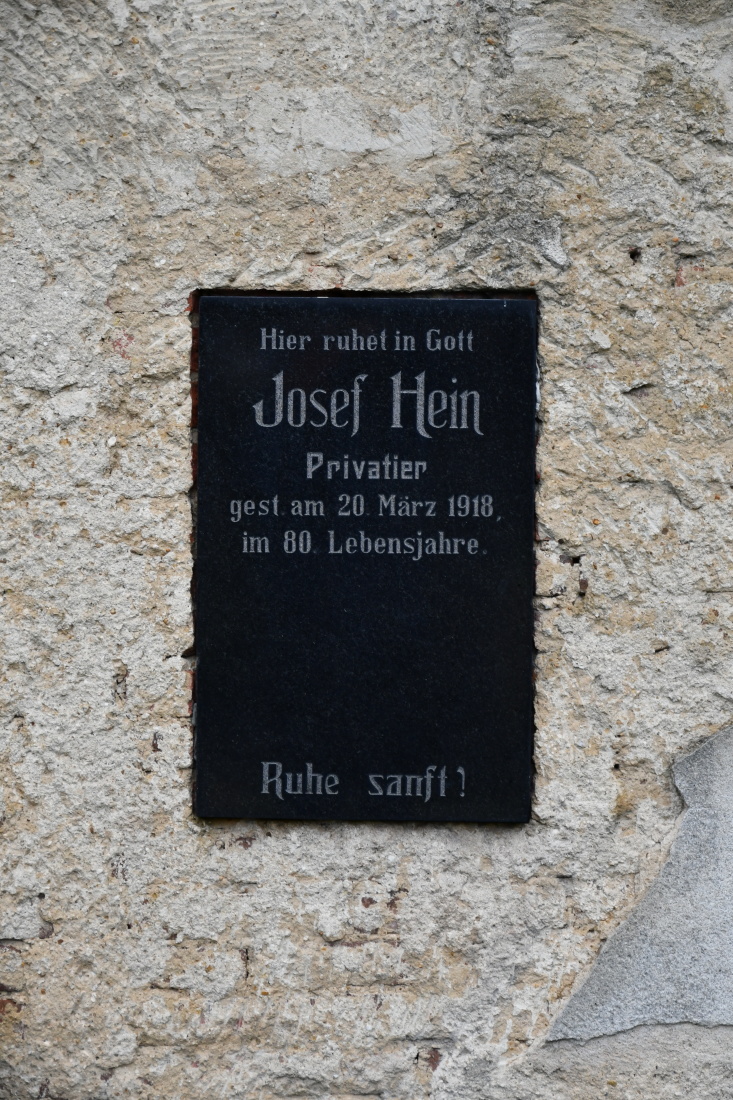 Hier ruhet in Gott
Josef Hein
Privatier
gest. am 20. März 1918,
im 80. Lebensjahre.
Ruhe sanft!